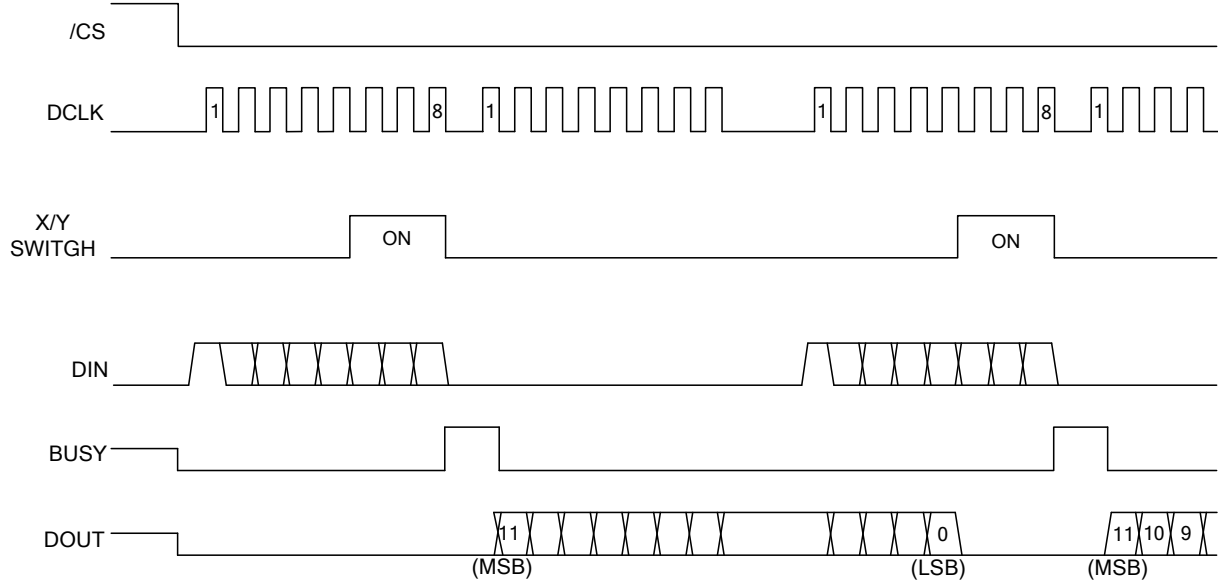 /CS
DCLK 1 8 1 1 8 1
X/Y
SWITGH ON ON
DIN
BUSY
DOUT 11 0 11 10 9
(MSB) (LSB) (MSB)